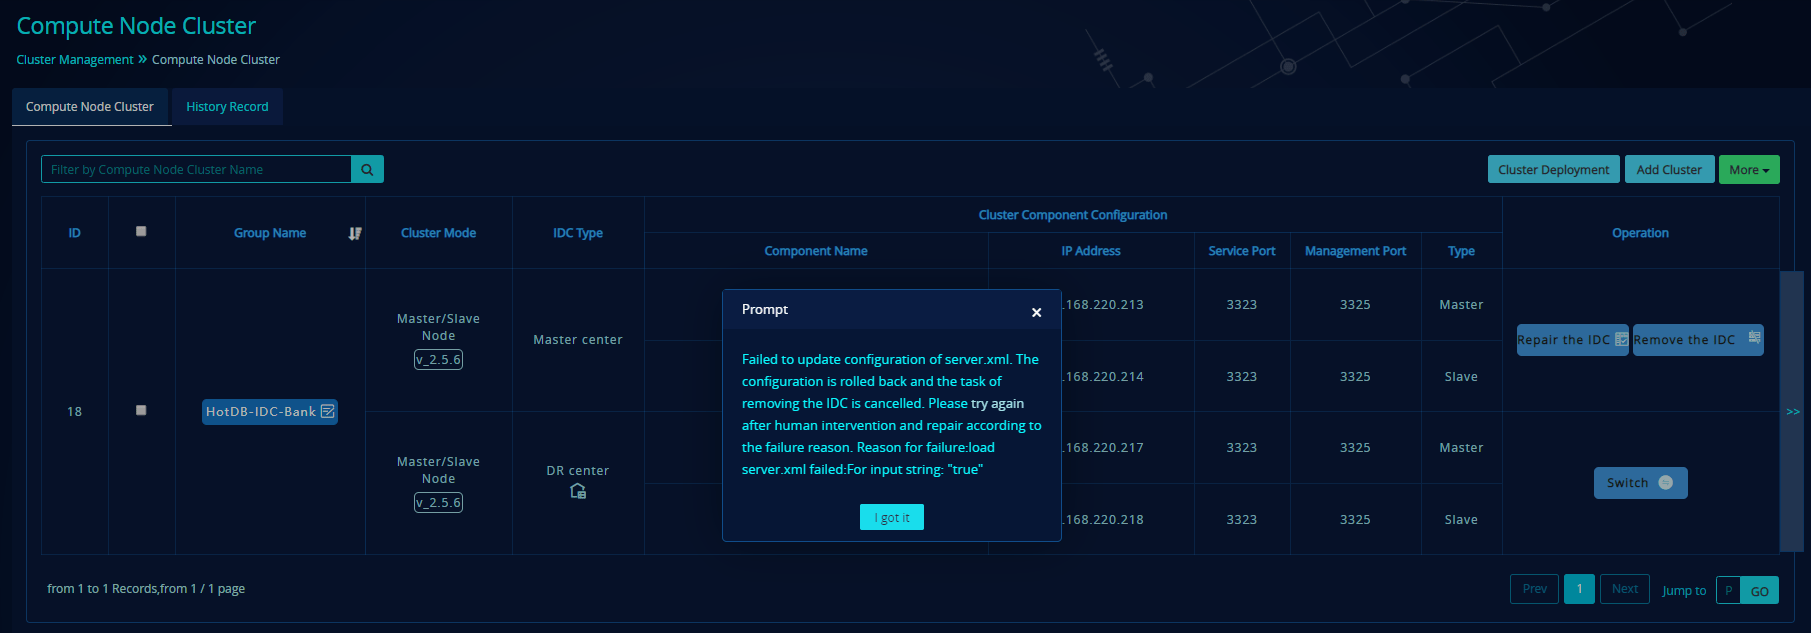 Compute Node Cluster
Cluster Management » Compute Node Cluster
Compute Node Cluster History Record
Filter by Compute Node Cluster Name
Cluster Deployment Add Cluster More
ID Group Name Cluster Mode IDC Type Cluster Component Configuration Operation
Component Name IP Address Service Port Management Port Type
18 HotDB-IDC-Bank
Master/Slave
Node
v_2.5.6
Master center
.168.220.213 3323 3325 Master
.168.220.214 3323 3325 Slave
Repair the IDC Remove the IDC
Master/Slave
Node
v_2.5.6
DR center
.168.220.217 3323 3325 Master
.168.220.218 3323 3325 Slave
Switch
>>
Prompt ×
Failed to update configuration of server.xml. The
configuration is rolled back and the task of
removing the IDC is cancelled. Please try again
after human intervention and repair according to
the failure reason. Reason for failure:load
server.xml failed:For input string: "true"
I got it
from 1 to 1 Records,from 1 / 1 page
Prev 1 Next Jump to P GO